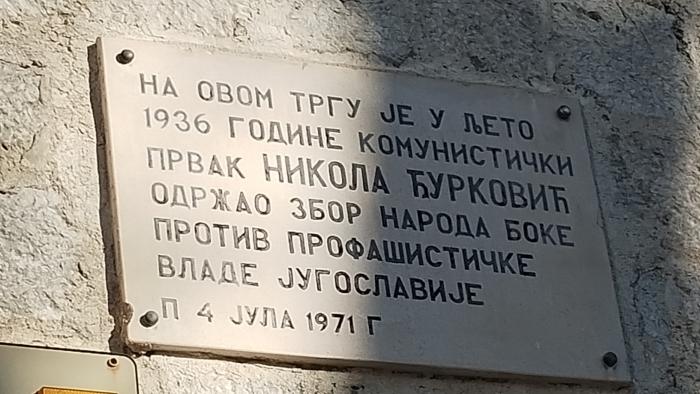 НА ОВОМ ТРГУ ЈЕ У ЉЕТО
1936 ГОДИНЕ КОМУНИСТИЧКИ
ПРВАК НИКОЛА ЂУРКОВИЋ
ОДРЖАО ЗБОР НАРОДА БОКЕ
ПРОТИВ ПРОФАШИСТИЧКЕ
ВЛАДЕ ЈУГОСЛАВИЈЕ
П 4 ЈУЛА 1971 Г